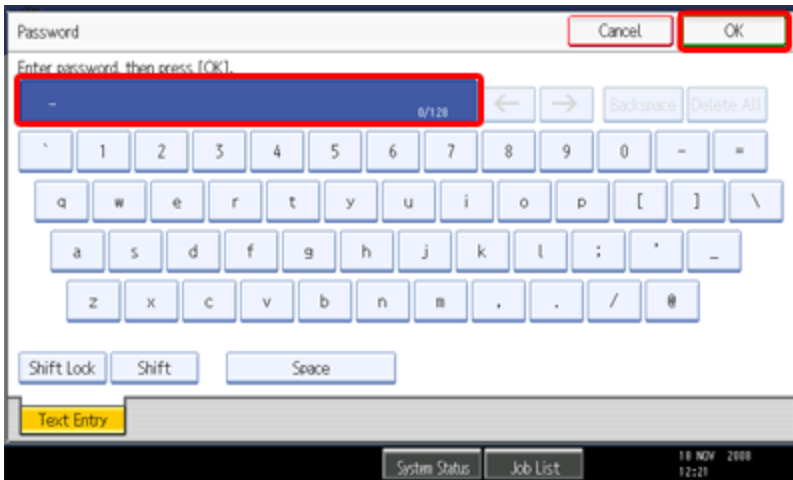 Password Cancel OK
Enter password, then press [OK].
_ 0/128 ← → Backspace Delete All
` 1 2 3 4 5 6 7 8 9 0 - =
q w e r t y u i o p [ ] \
a s d f g h j k l ; ' _
z x c v b n m , . / @
Shift Lock Shift Space
Text Entry
System Status Job List 18 NOV 2008
12:21